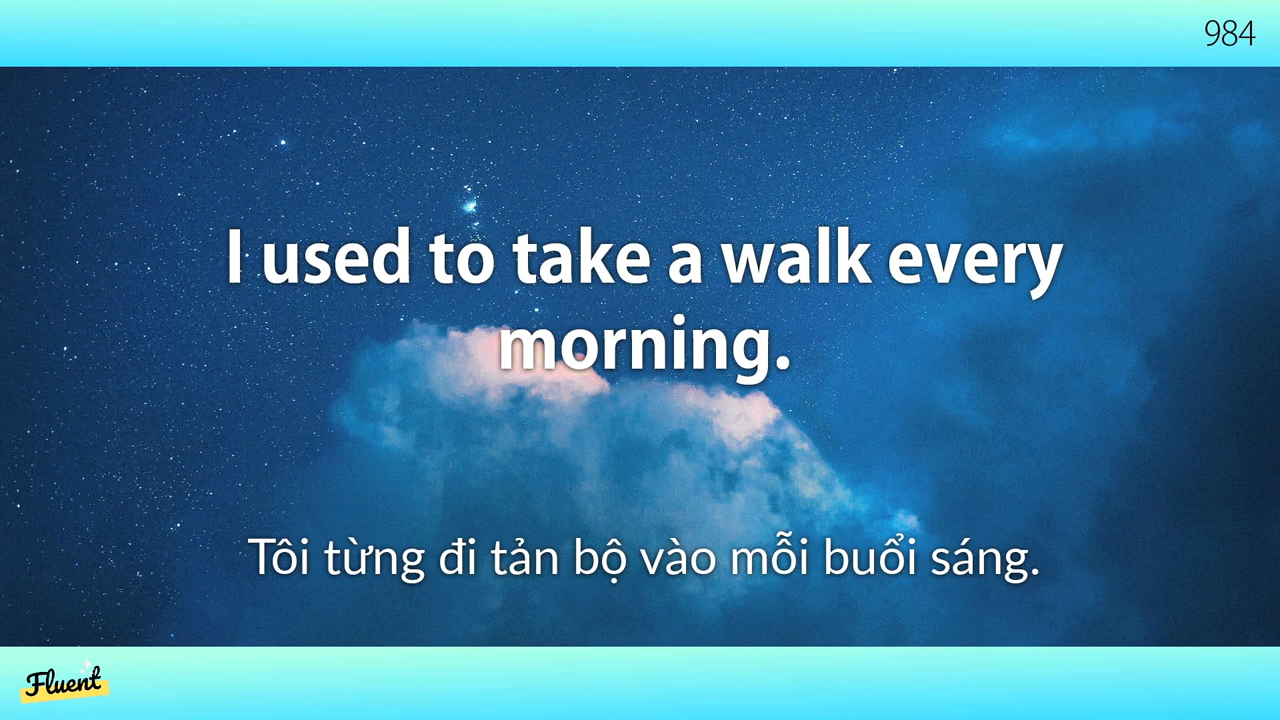 984
I used to take a walk every
morning.
Tôi từng đi tản bộ vào mỗi buổi sáng.
Fluent